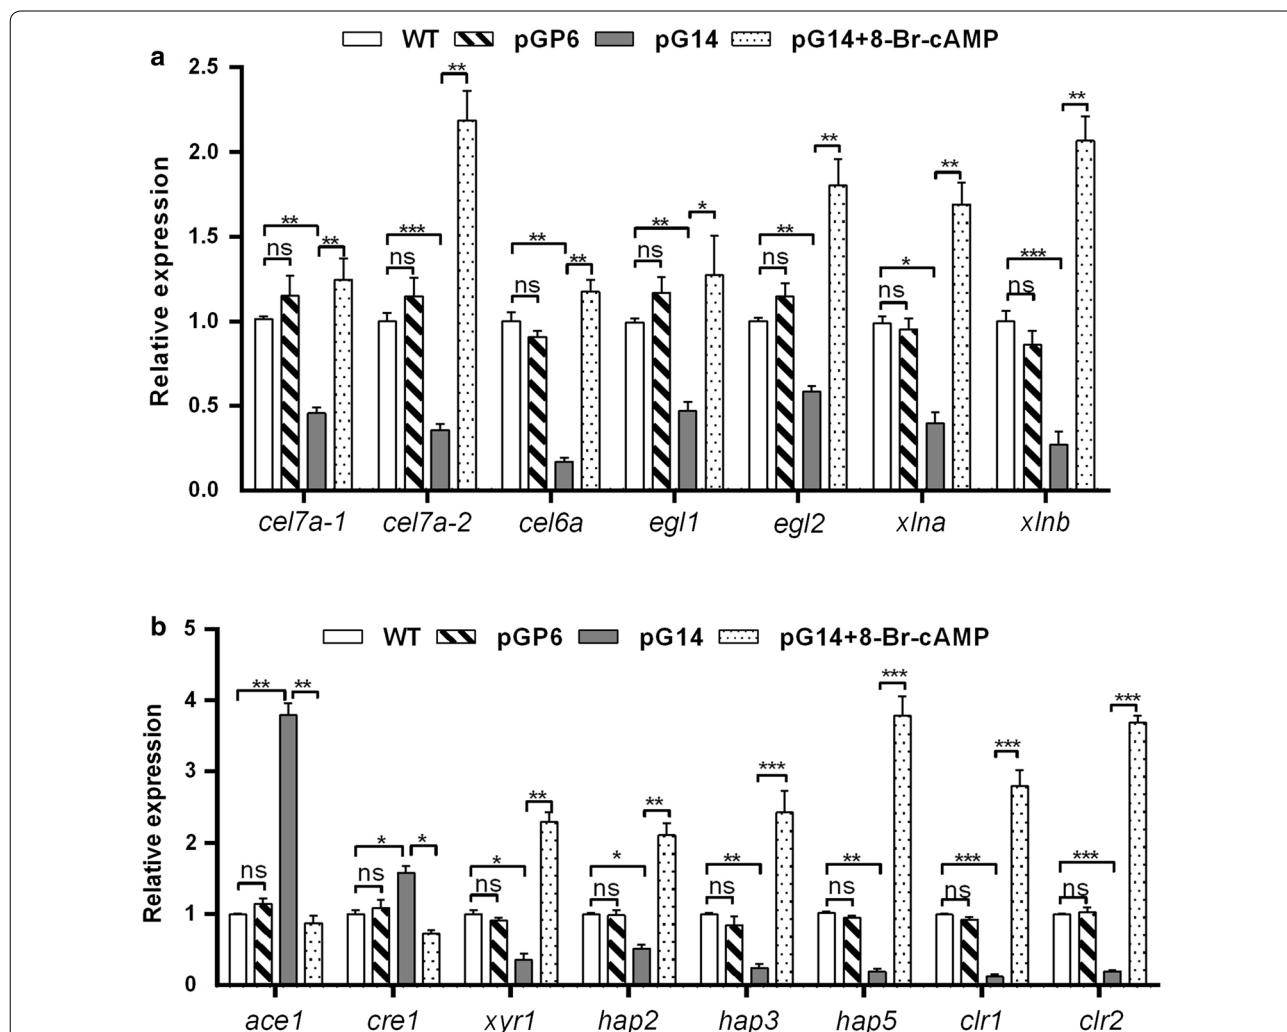 a
WT pGP6 pG14 pG14+8-Br-cAMP
Relative expression
2.5
2.0
1.5
1.0
0.5
0.0
** ns ** *** ns ** ** ns ** ** ns * ** ns ** * ns ** *** ns **
cel7a-1 cel7a-2 cel6a egl1 egl2 xlna xlnb
b
WT pGP6 pG14 pG14+8-Br-cAMP
Relative expression
5
4
3
2
1
0
** ns ** * ns * * ns ** * ns ** ** ns *** ** ns *** *** ns *** *** ns ***
ace1 cre1 xyr1 hap2 hap3 hap5 clr1 clr2